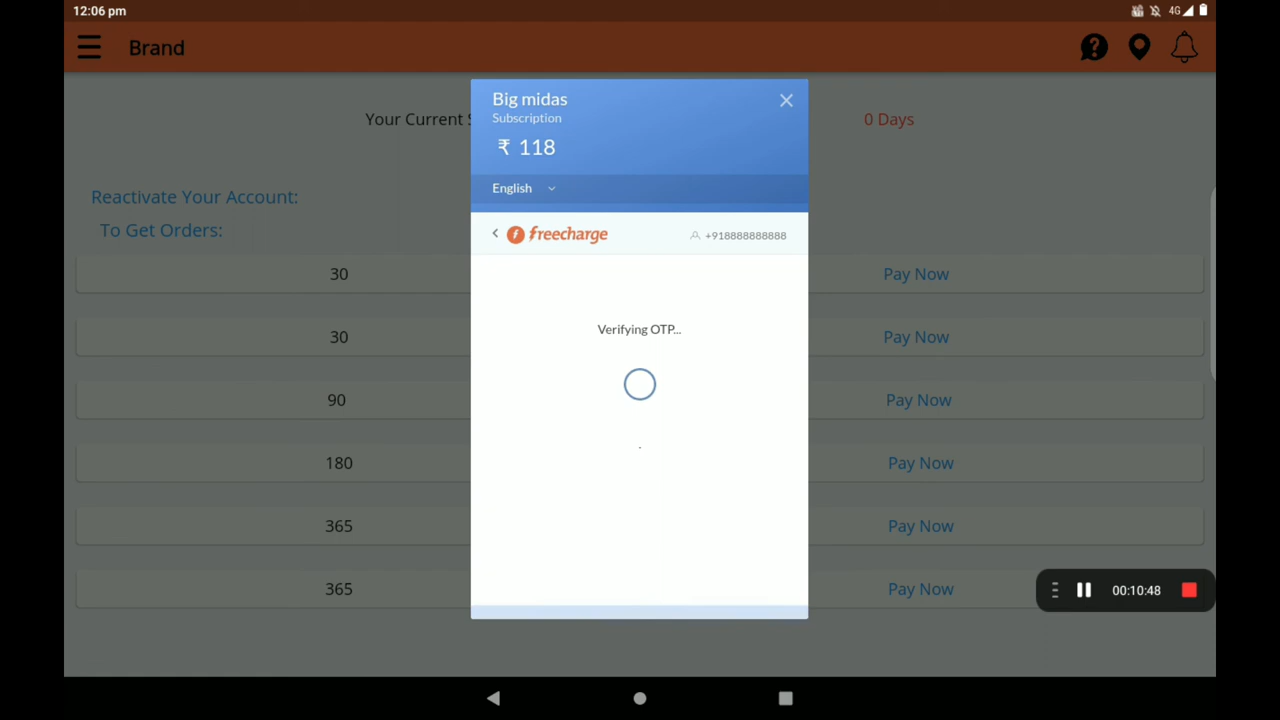 12:06 pm
4G
Brand
Your Current S
0 Days
Reactivate Your Account:
To Get Orders:
30 Pay Now
30 Pay Now
90 Pay Now
180 Pay Now
365 Pay Now
365 Pay Now
Big midas
Subscription
₹ 118
English
freecharge
+918888888888
Verifying OTP...
00:10:48